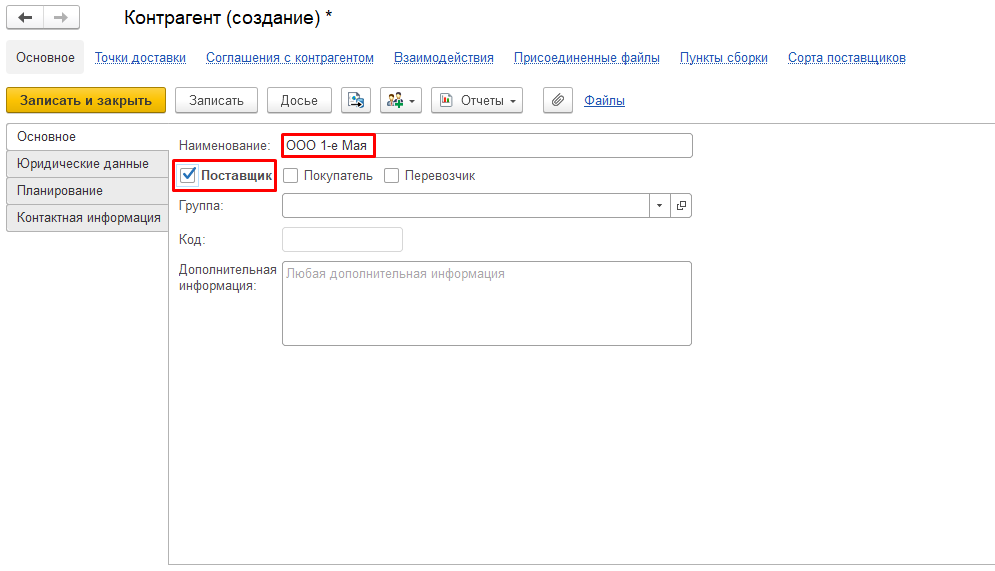 Контрагент (создание) *
Основное Точки доставки Соглашения с контрагентом Взаимодействия Присоединенные файлы Пункты сборки Сорта поставщиков
Записать и закрыть Записать Досье Отчеты Файлы
Основное
Юридические данные
Планирование
Контактная информация
Наименование: ООО 1-е Мая
Поставщик Покупатель Перевозчик
Группа:
Код:
Дополнительная
информация:
Любая дополнительная информация